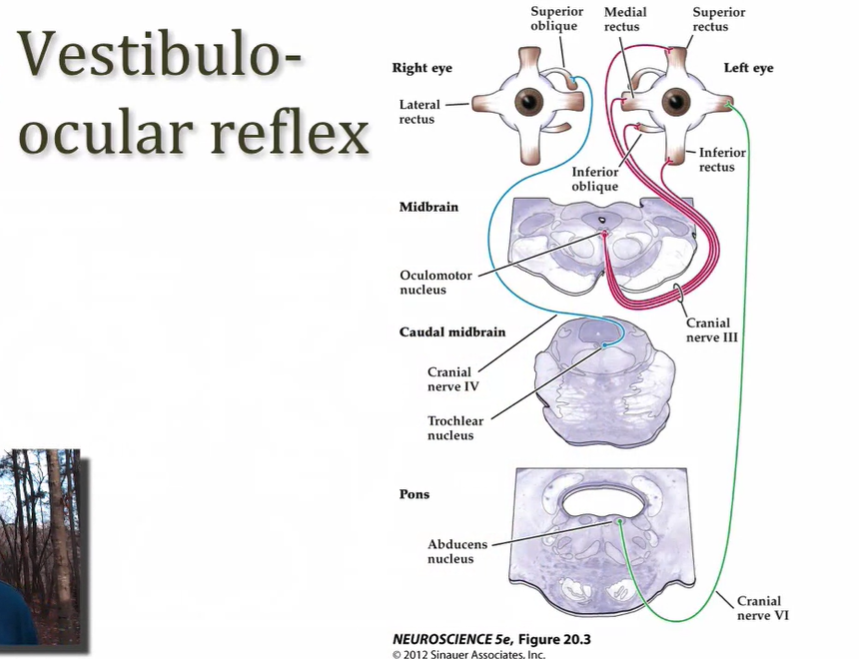 Vestibulo-
ocular reflex
Superior
oblique
Medial
rectus
Superior
rectus
Right eye
Left eye
Lateral
rectus
Inferior
oblique
Inferior
rectus
Midbrain
Oculomotor
nucleus
Cranial
nerve III
Caudal midbrain
Cranial
nerve IV
Trochlear
nucleus
Pons
Abducens
nucleus
Cranial
nerve VI
NEUROSCIENCE 5e, Figure 20.3
© 2012 Sinauer Associates, Inc.